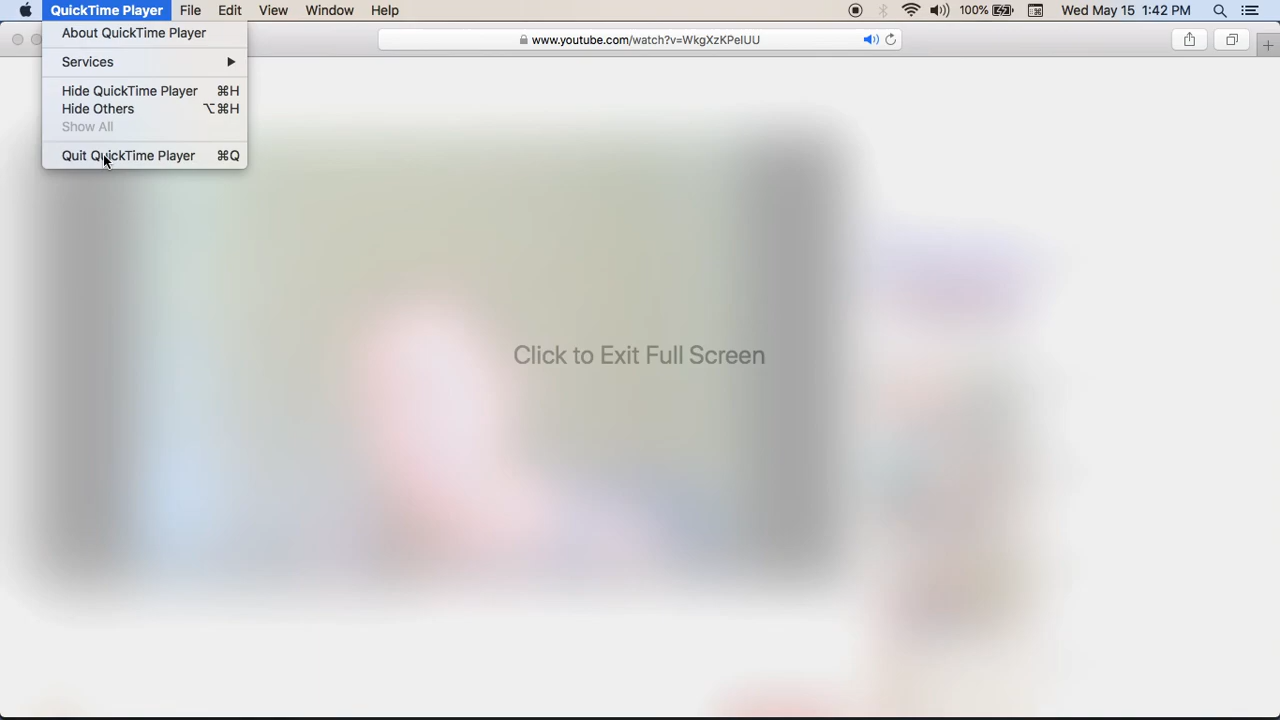 QuickTime Player File Edit View Window Help 100% Wed May 15 1:42 PM
www.youtube.com/watch?v=WkgXzKPelUU
About QuickTime Player
Services
Hide QuickTime Player ⌘H
Hide Others ⌥⌘H
Show All
Quit QuickTime Player ⌘Q
Click to Exit Full Screen